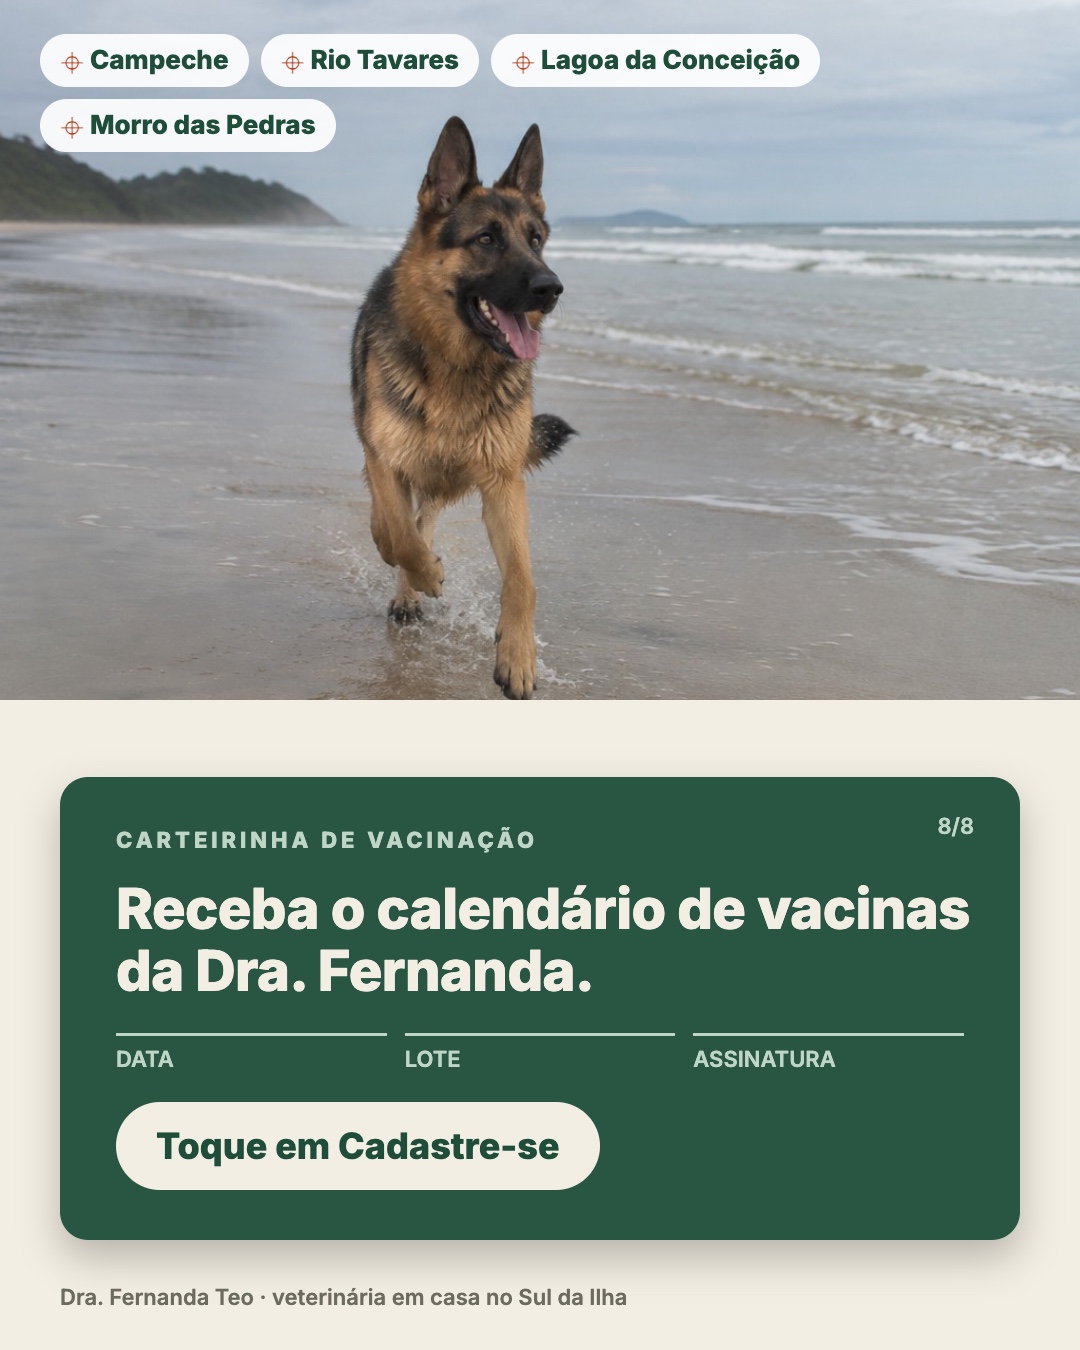 Campeche
Rio Tavares
Lagoa da Conceição
Morro das Pedras
CARTEIRINHA DE VACINAÇÃO
8/8
Receba o calendário de vacinas
da Dra. Fernanda.
DATA
LOTE
ASSINATURA
Toque em Cadastre-se
Dra. Fernanda Teo · veterinária em casa no Sul da Ilha